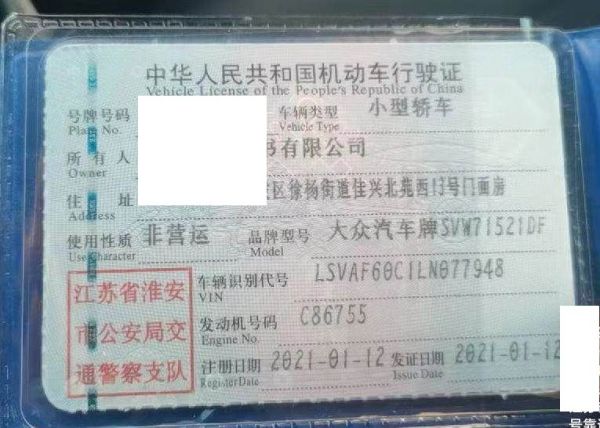 中华人民共和国机动车行驶证
Vehicle License of the People's Republic of China
号牌号码 车辆类型 小型轿车
Plate No. Vehicle Type
所有人 有限公司
Owner
住址 区徐杨街道佳兴北苑西13号门面房
Address
使用性质 非营运 品牌型号 大众汽车牌SVW71521DF
Use Character Model
江苏省淮安
市公安局交
通警察支队
车辆识别代号 LSVAF60C1LN077948
VIN
发动机号码 C86755
Engine No.
注册日期 2021-01-12 发证日期 2021-01-12
Register Date Issue Date